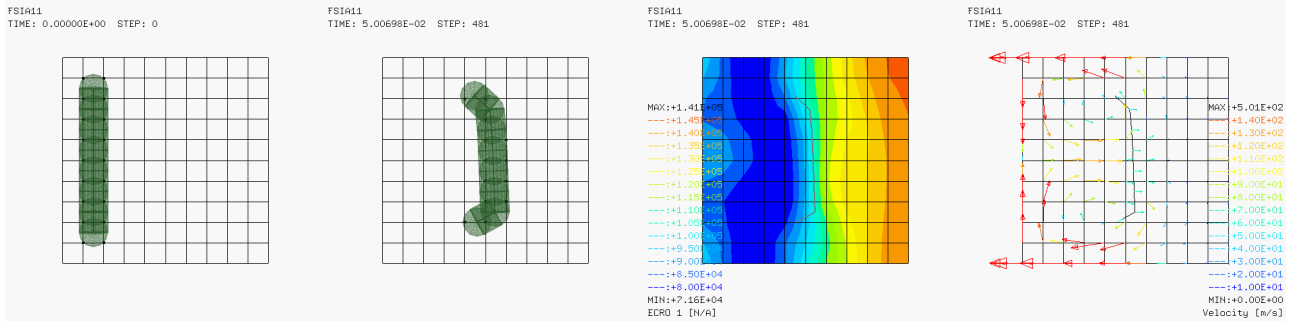 FSIA11
TIME: 0.00000E+00 STEP: 0
FSIA11
TIME: 5.00698E-02 STEP: 481
FSIA11
TIME: 5.00698E-02 STEP: 481
MAX:+1.41E+05
---:+1.45E+05
---:+1.40E+05
---:+1.35E+05
---:+1.30E+05
---:+1.25E+05
---:+1.20E+05
---:+1.15E+05
---:+1.10E+05
---:+1.05E+05
---:+1.00E+05
---:+9.50E+04
---:+9.00E+04
---:+8.50E+04
---:+8.00E+04
MIN:+7.16E+04
ECRO 1 [N/A]
FSIA11
TIME: 5.00698E-02 STEP: 481
MAX:+5.01E+02
---:+1.40E+02
---:+1.30E+02
---:+1.20E+02
---:+1.10E+02
---:+1.00E+02
---:+9.00E+01
---:+8.00E+01
---:+7.00E+01
---:+6.00E+01
---:+5.00E+01
---:+4.00E+01
---:+3.00E+01
---:+2.00E+01
---:+1.00E+01
MIN:+0.00E+00
Velocity [m/s]